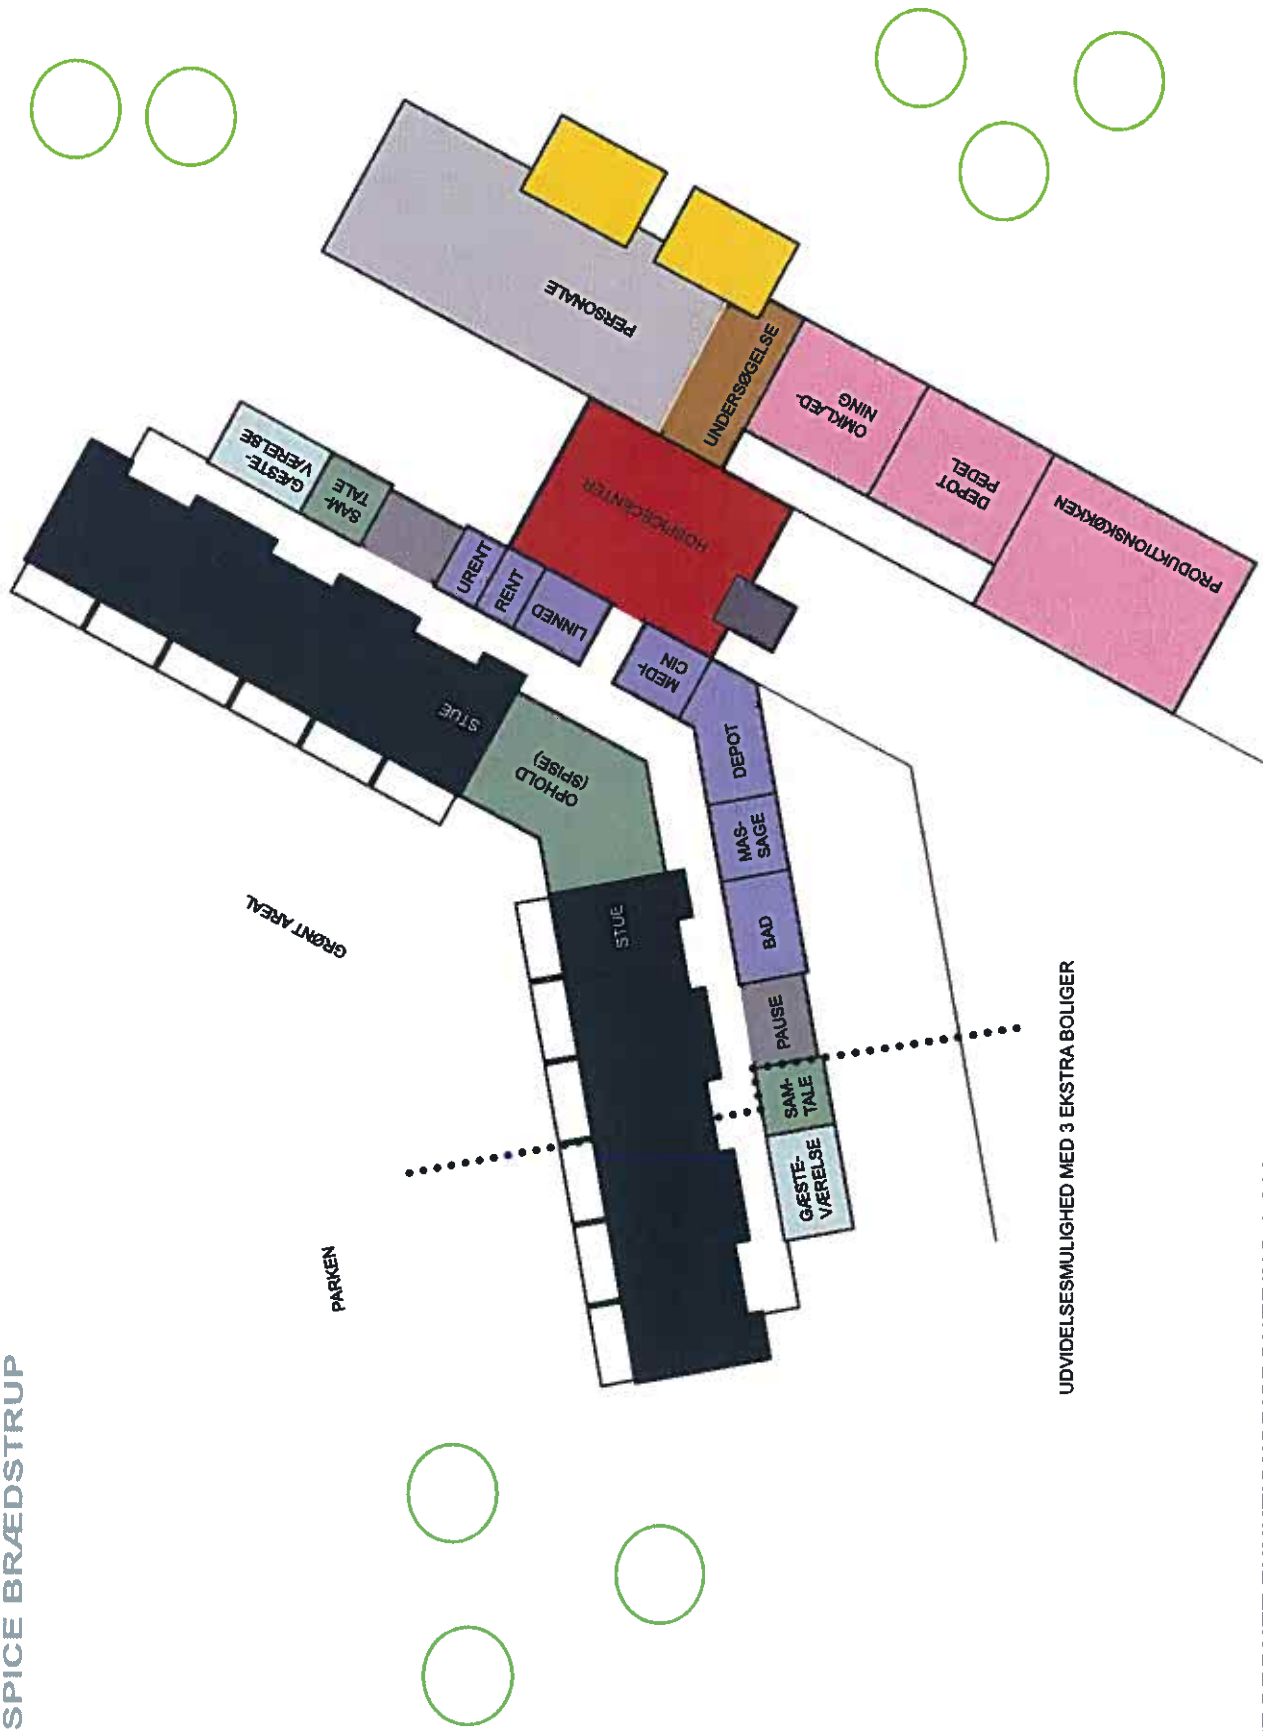 SPICE BRÆDSTRUP
PARKEN
GRØNT AREAL
STUE
STUE
OPHOLD
(SPISE)
GÆSTE-
VÆRELSE
SAM-
TALE
URENT
RENT
LINNED
MEDI-
CIN
DEPOT
MAS-
SAGE
BAD
PAUSE
SAM-
TALE
GÆSTE-
VÆRELSE
HOSPICECENTER
PERSONALE
UNDERSØGELSE
OMKLÆD-
NING
DEPOT
PEDEL
PRODUKTIONSKØKKEN
UDVIDELSESMULIGHED MED 3 EKSTRA BOLIGER